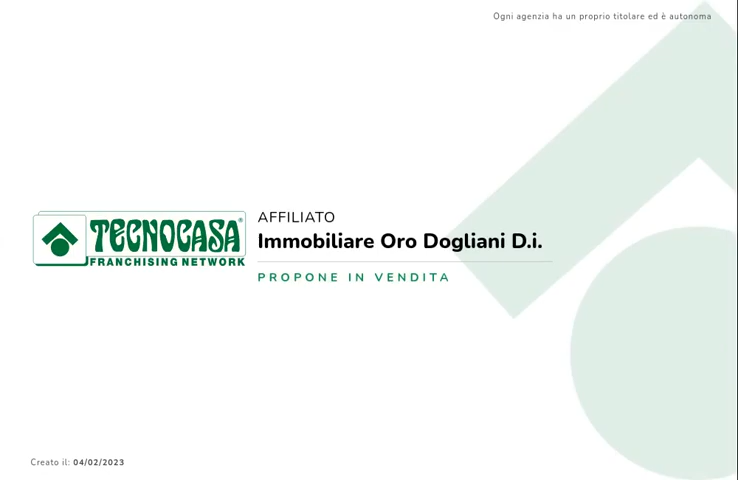 Ogni agenzia ha un proprio titolare ed è autonoma
TECNOCASA®
FRANCHISING NETWORK
AFFILIATO
Immobiliare Oro Dogliani D.i.
PROPONE IN VENDITA
Creato il: 04/02/2023